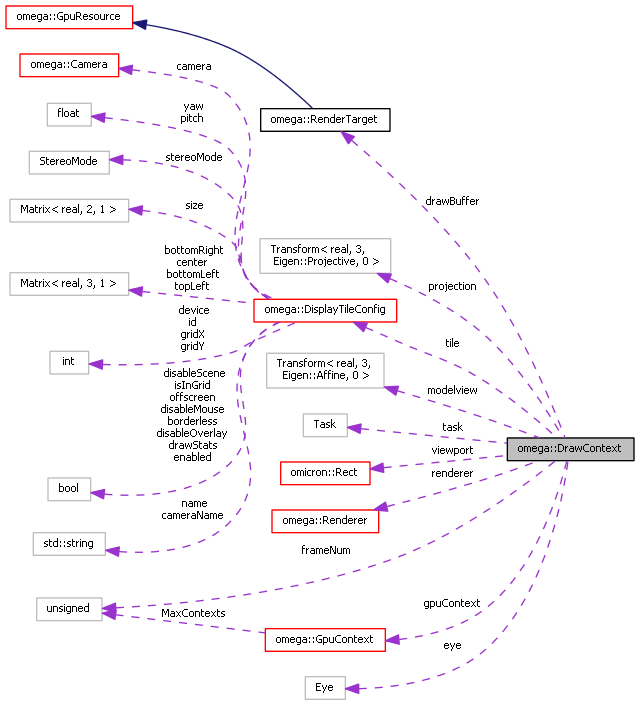 omega::GpuResource
omega::Camera
camera
float
yaw
pitch
omega::RenderTarget
StereoMode
stereoMode
drawBuffer
Matrix< real, 2, 1 >
size
Transform< real, 3,
Eigen::Projective, 0 >
bottomRight
center
bottomLeft
topLeft
Matrix< real, 3, 1 >
projection
omega::DisplayTileConfig
device
id
gridX
gridY
int
tile
Transform< real, 3,
Eigen::Affine, 0 >
disableScene
isInGrid
offscreen
disableMouse
borderless
disableOverlay
drawStats
enabled
modelview
Task
task
omega::DrawContext
viewport
omicron::Rect
renderer
bool
name
cameraName
omega::Renderer
std::string
frameNum
unsigned
MaxContexts
gpuContext
omega::GpuContext
eye
Eye